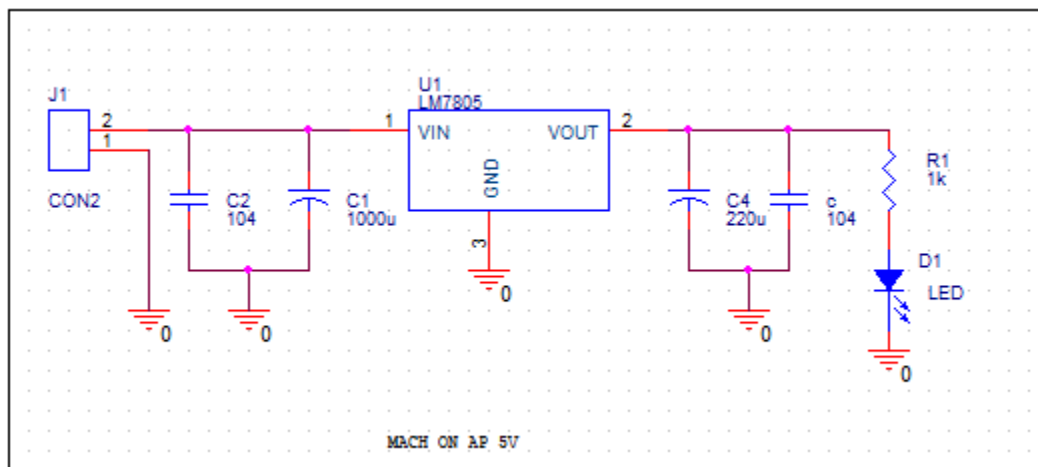 U1
LM7805
J1
2
1
CON2
1
VIN
VOUT
2
GND
3
C2
104
C1
1000u
C4
220u
c
104
R1
1k
D1
LED
0
0
0
0
0
MACH ON AP 5V